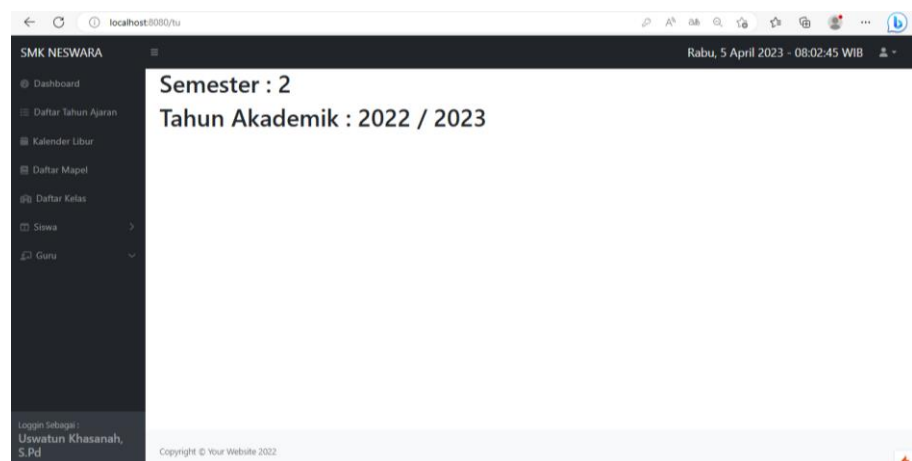 localhost:8080/tu
SMK NESWARA
Rabu, 5 April 2023 - 08:02:45 WIB
Dashboard
Daftar Tahun Ajaran
Kalender Libur
Daftar Mapel
Daftar Kelas
Siswa
Guru
Semester : 2
Tahun Akademik : 2022 / 2023
Loggin Sebagai :
Uswatun Khasanah,
S.Pd
Copyright © Your Website 2022